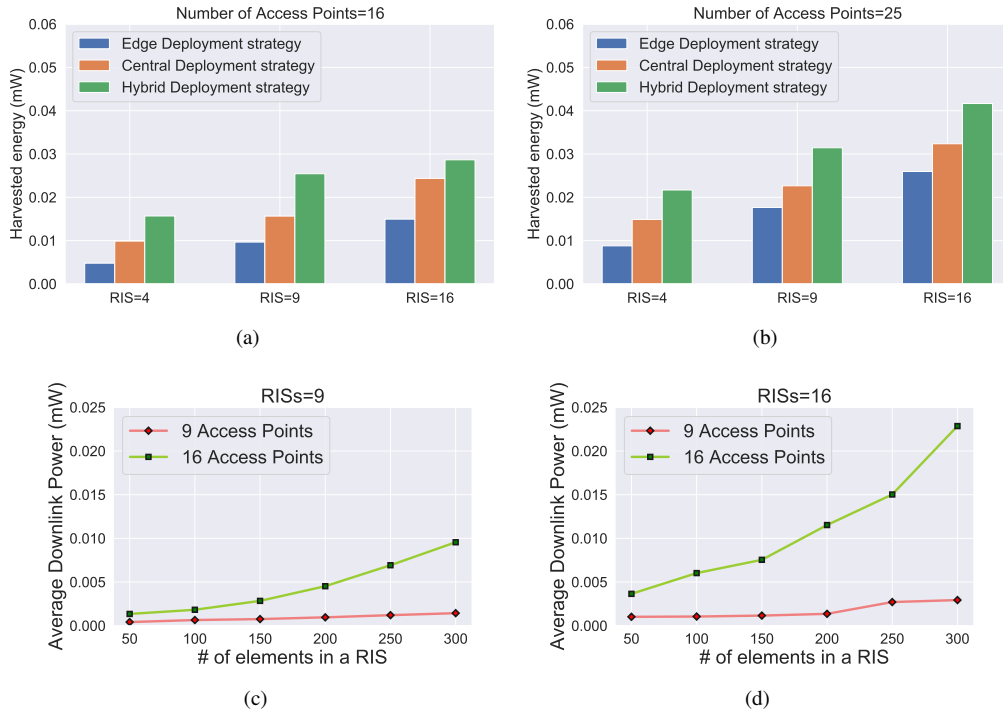 Number of Access Points=16
Harvested energy (mW)
0.06
0.05
0.04
0.03
0.02
0.01
0.00
Edge Deployment strategy
Central Deployment strategy
Hybrid Deployment strategy
RIS=4 RIS=9 RIS=16
(a)
Number of Access Points=25
Harvested energy (mW)
0.06
0.05
0.04
0.03
0.02
0.01
0.00
Edge Deployment strategy
Central Deployment strategy
Hybrid Deployment strategy
RIS=4 RIS=9 RIS=16
(b)
RISs=9
Average Downlink Power (mW)
0.025
0.020
0.015
0.010
0.005
0.000
9 Access Points
16 Access Points
50 100 150 200 250 300
# of elements in a RIS
(c)
RISs=16
Average Downlink Power (mW)
0.025
0.020
0.015
0.010
0.005
0.000
9 Access Points
16 Access Points
50 100 150 200 250 300
# of elements in a RIS
(d)